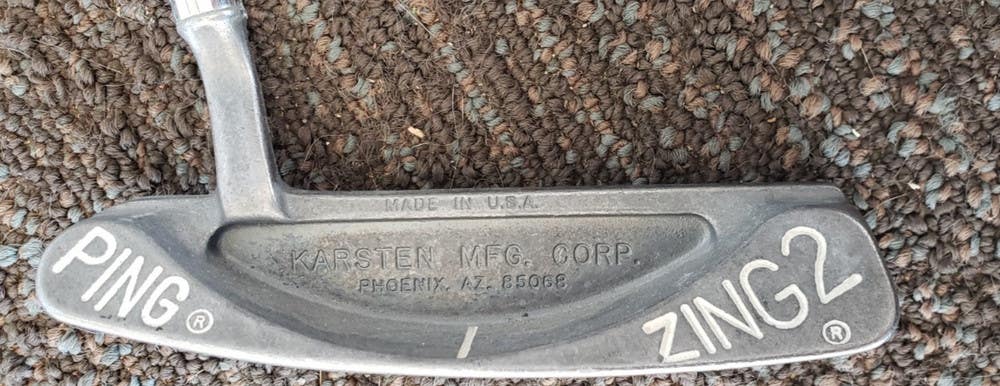 MADE IN U.S.A.
KARSTEN MFG. CORP.
PHOENIX, AZ. 85068
PING®
ZING2®